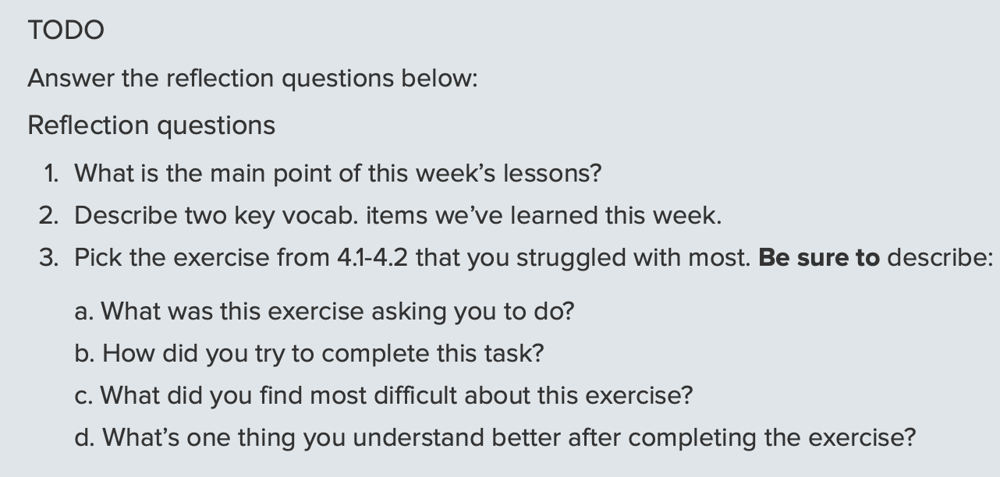 TODO
Answer the reflection questions below:
Reflection questions
1. What is the main point of this week’s lessons?
2. Describe two key vocab. items we’ve learned this week.
3. Pick the exercise from 4.1-4.2 that you struggled with most. Be sure to describe:
a. What was this exercise asking you to do?
b. How did you try to complete this task?
c. What did you find most difficult about this exercise?
d. What’s one thing you understand better after completing the exercise?